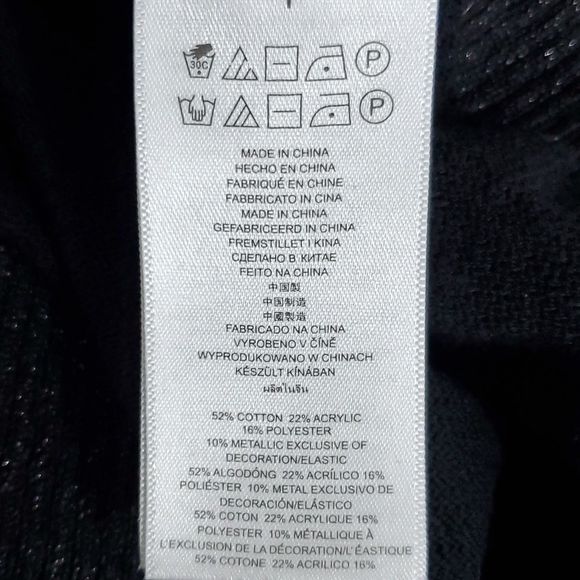 30C P
P
MADE IN CHINA
HECHO EN CHINA
FABRIQUÉ EN CHINE
FABBRICATO IN CINA
MADE IN CHINA
GEFABRICEERD IN CHINA
FREMSTILLET I KINA
СДЕЛАНО В КИТАЕ
FEITO NA CHINA
中国製
中国制造
中國製造
FABRICADO NA CHINA
VYROBENO V ČÍNĚ
WYPRODUKOWANO W CHINACH
KÉSZÜLT KÍNÁBAN
ผลิตในจีน
52% COTTON 22% ACRYLIC
16% POLYESTER
10% METALLIC EXCLUSIVE OF
DECORATION/ELASTIC
52% ALGODÓNG 22% ACRÍLICO 16%
POLIÉSTER 10% METAL EXCLUSIVO DE
DECORACIÓN/ELÁSTICO
52% COTON 22% ACRYLIQUE 16%
POLYESTER 10% MÉTALLIQUE À
L'EXCLUSION DE LA DÉCORATION/L'ÉASTIQUE
52% COTONE 22% ACRILICO 16%